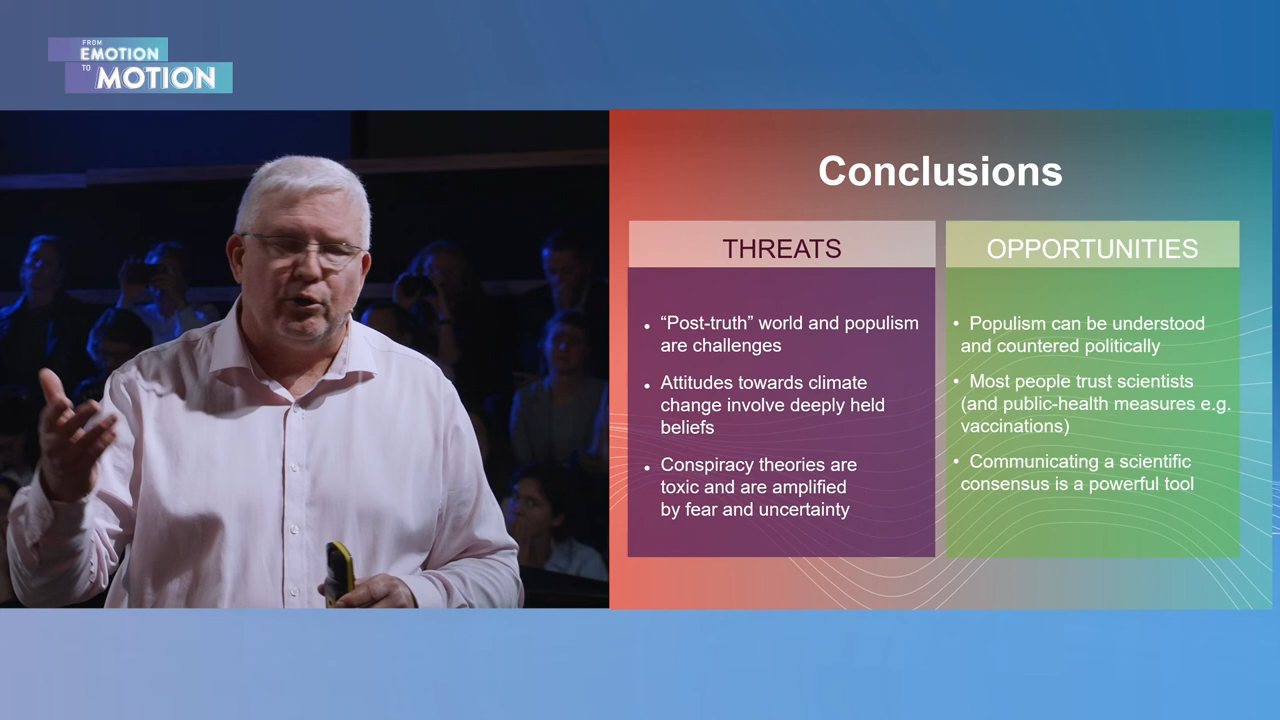 FROM
EMOTION
TO MOTION
Conclusions
THREATS
• “Post-truth” world and populism
are challenges
• Attitudes towards climate
change involve deeply held
beliefs
• Conspiracy theories are
toxic and are amplified
by fear and uncertainty
OPPORTUNITIES
• Populism can be understood
and countered politically
• Most people trust scientists
(and public-health measures e.g.
vaccinations)
• Communicating a scientific
consensus is a powerful tool